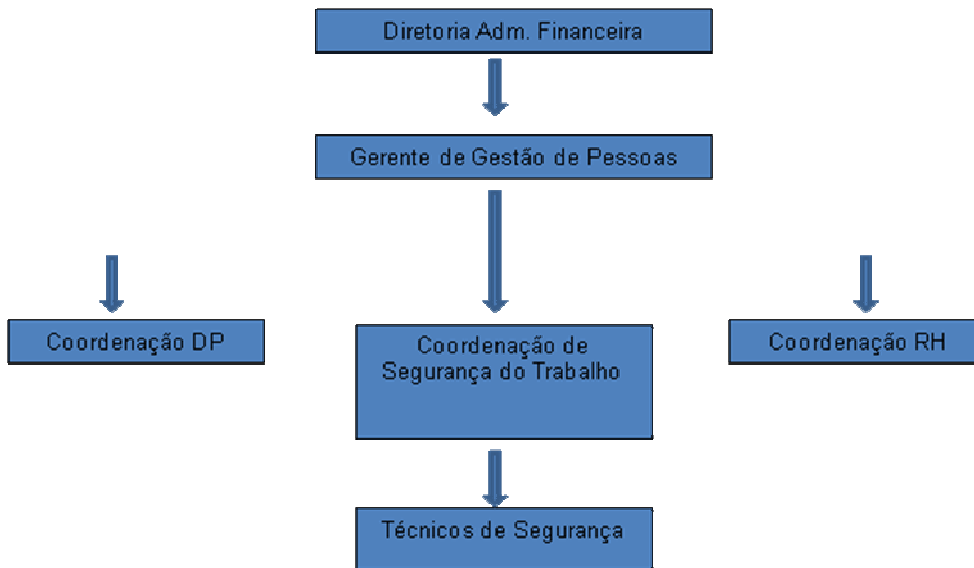 Diretoria Adm. Financeira
Gerente de Gestão de Pessoas
Coordenação DP
Coordenação de
Segurança do Trabalho
Coordenação RH
Técnicos de Segurança